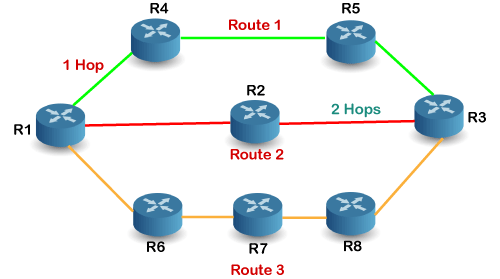 R4
Route 1
R5
1 Hop
R2
2 Hops
R1
R3
Route 2
R6
R7
R8
Route 3